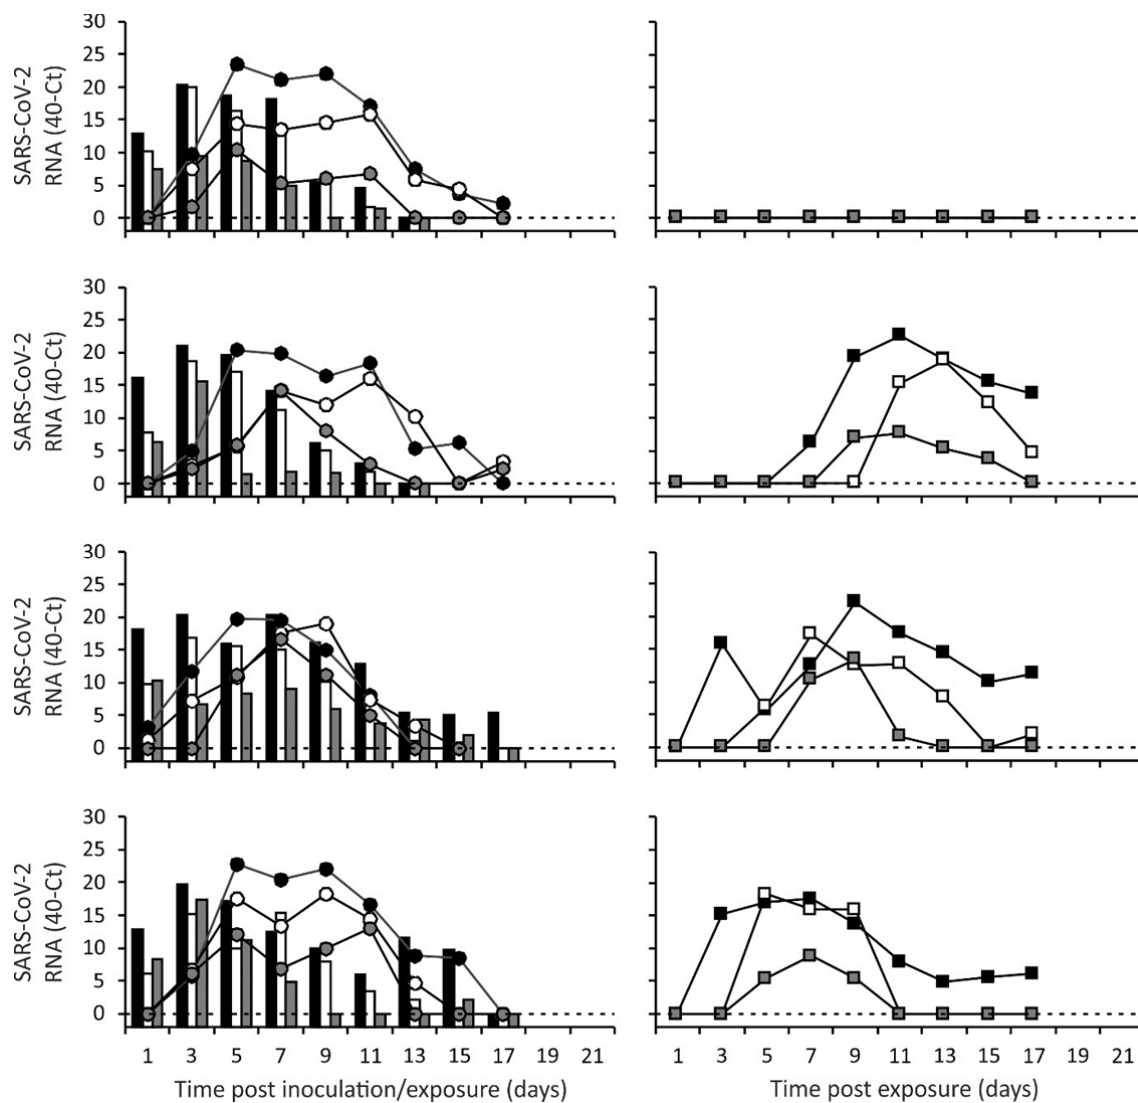 SARS-CoV-2
RNA (40-Ct)
30
25
20
15
10
5
0
SARS-CoV-2
RNA (40-Ct)
30
25
20
15
10
5
0
SARS-CoV-2
RNA (40-Ct)
30
25
20
15
10
5
0
SARS-CoV-2
RNA (40-Ct)
30
25
20
15
10
5
0
1 3 5 7 9 11 13 15 17 19 21
Time post inoculation/exposure (days)
1 3 5 7 9 11 13 15 17 19 21
Time post exposure (days)